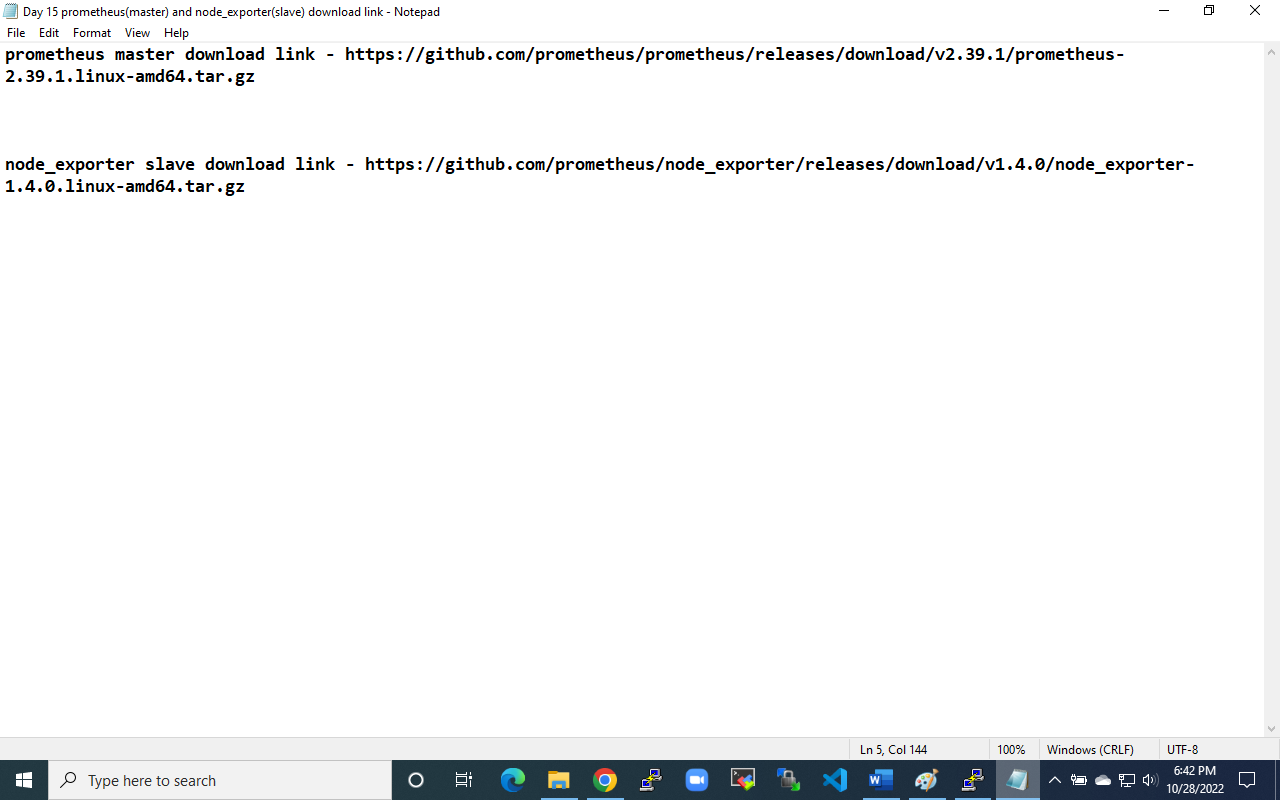 Day 15 prometheus(master) and node_exporter(slave) download link - Notepad
File Edit Format View Help
prometheus master download link - https://github.com/prometheus/prometheus/releases/download/v2.39.1/prometheus-
2.39.1.linux-amd64.tar.gz
node_exporter slave download link - https://github.com/prometheus/node_exporter/releases/download/v1.4.0/node_exporter-
1.4.0.linux-amd64.tar.gz
Ln 5, Col 144 100% Windows (CRLF) UTF-8
Type here to search
6:42 PM
10/28/2022